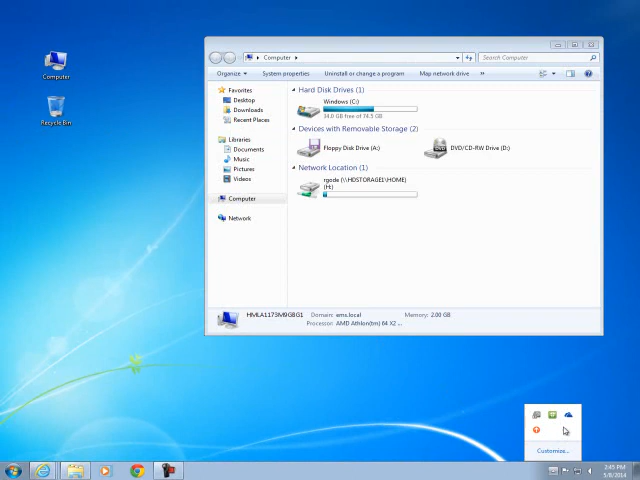 Computer
Recycle Bin
Computer
Search Computer
Organize
System properties
Uninstall or change a program
Map network drive
»
Favorites
Desktop
Downloads
Recent Places
Libraries
Documents
Music
Pictures
Videos
Computer
Network
Hard Disk Drives (1)
Windows (C:)
34.0 GB free of 74.5 GB
Devices with Removable Storage (2)
Floppy Disk Drive (A:)
DVD/CD-RW Drive (D:)
Network Location (1)
rgode (\\HDSTORAGE1\HOME)
(H:)
Domain: ams.local
Memory: 2.00 GB
Processor: AMD Athlon(tm) 64 X2 ...
Customize...
2:45 PM
5/8/2014